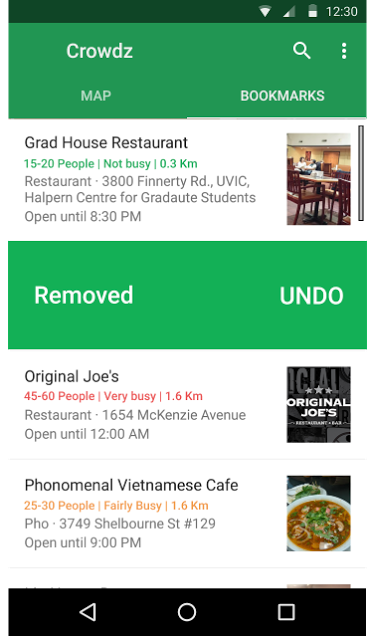 12:30
Crowdz
MAP
BOOKMARKS
Grad House Restaurant
15-20 People | Not busy | 0.3 Km
Restaurant · 3800 Finnerty Rd., UVIC,
Halpern Centre for Gradaute Students
Open until 8:30 PM
Removed
UNDO
Original Joe's
45-60 People | Very busy | 1.6 Km
Restaurant · 1654 McKenzie Avenue
Open until 12:00 AM
ORIGINAL
JOE'S
RESTAURANT • BAR
Phonomenal Vietnamese Cafe
25-30 People | Fairly Busy | 1.6 Km
Pho · 3749 Shelbourne St #129
Open until 9:00 PM